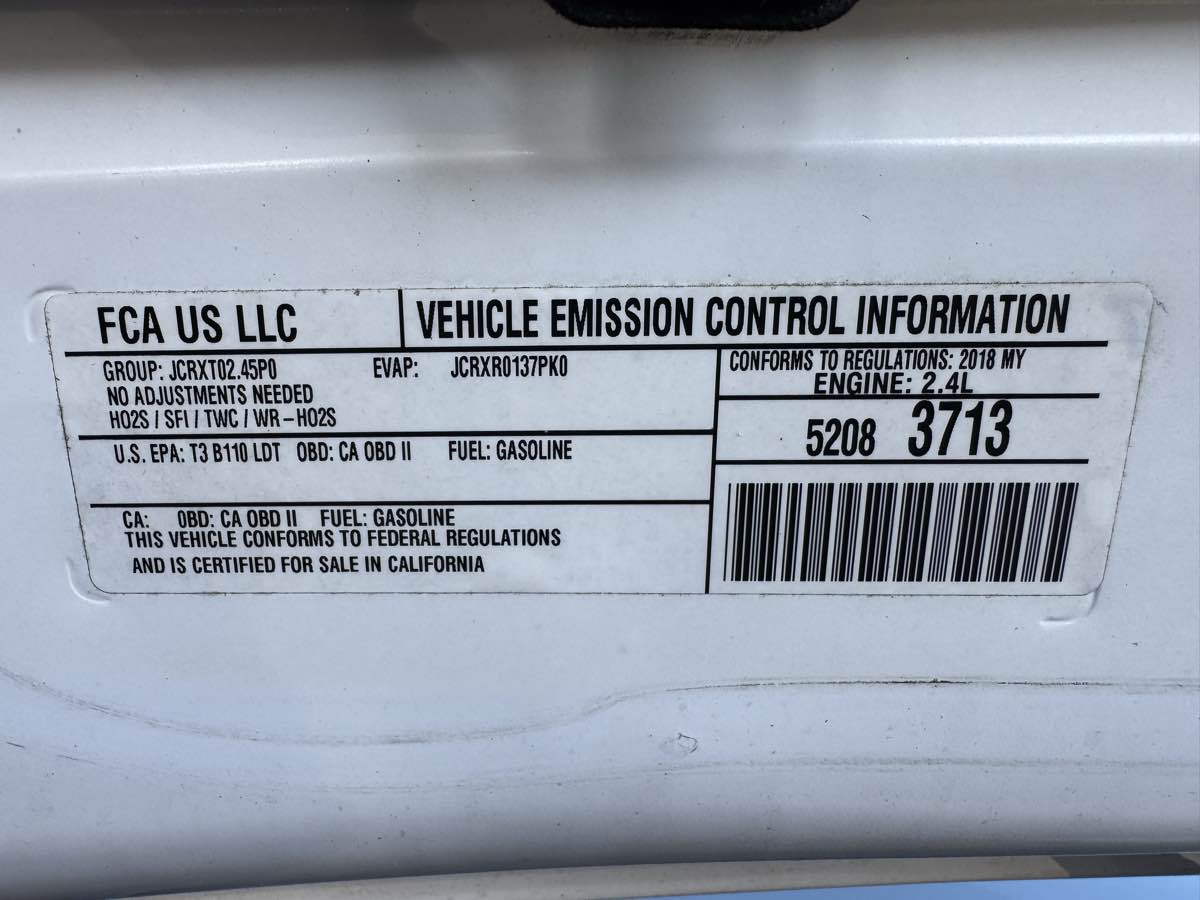 FCA US LLC
VEHICLE EMISSION CONTROL INFORMATION
GROUP: JCRXT02.45P0 EVAP: JCRXR0137PK0
NO ADJUSTMENTS NEEDED
HO2S / SFI / TWC / WR-HO2S
CONFORMS TO REGULATIONS: 2018 MY
ENGINE: 2.4L
5208 3713
U.S. EPA: T3 B110 LDT OBD: CA OBD II FUEL: GASOLINE
CA: OBD: CA OBD II FUEL: GASOLINE
THIS VEHICLE CONFORMS TO FEDERAL REGULATIONS
AND IS CERTIFIED FOR SALE IN CALIFORNIA